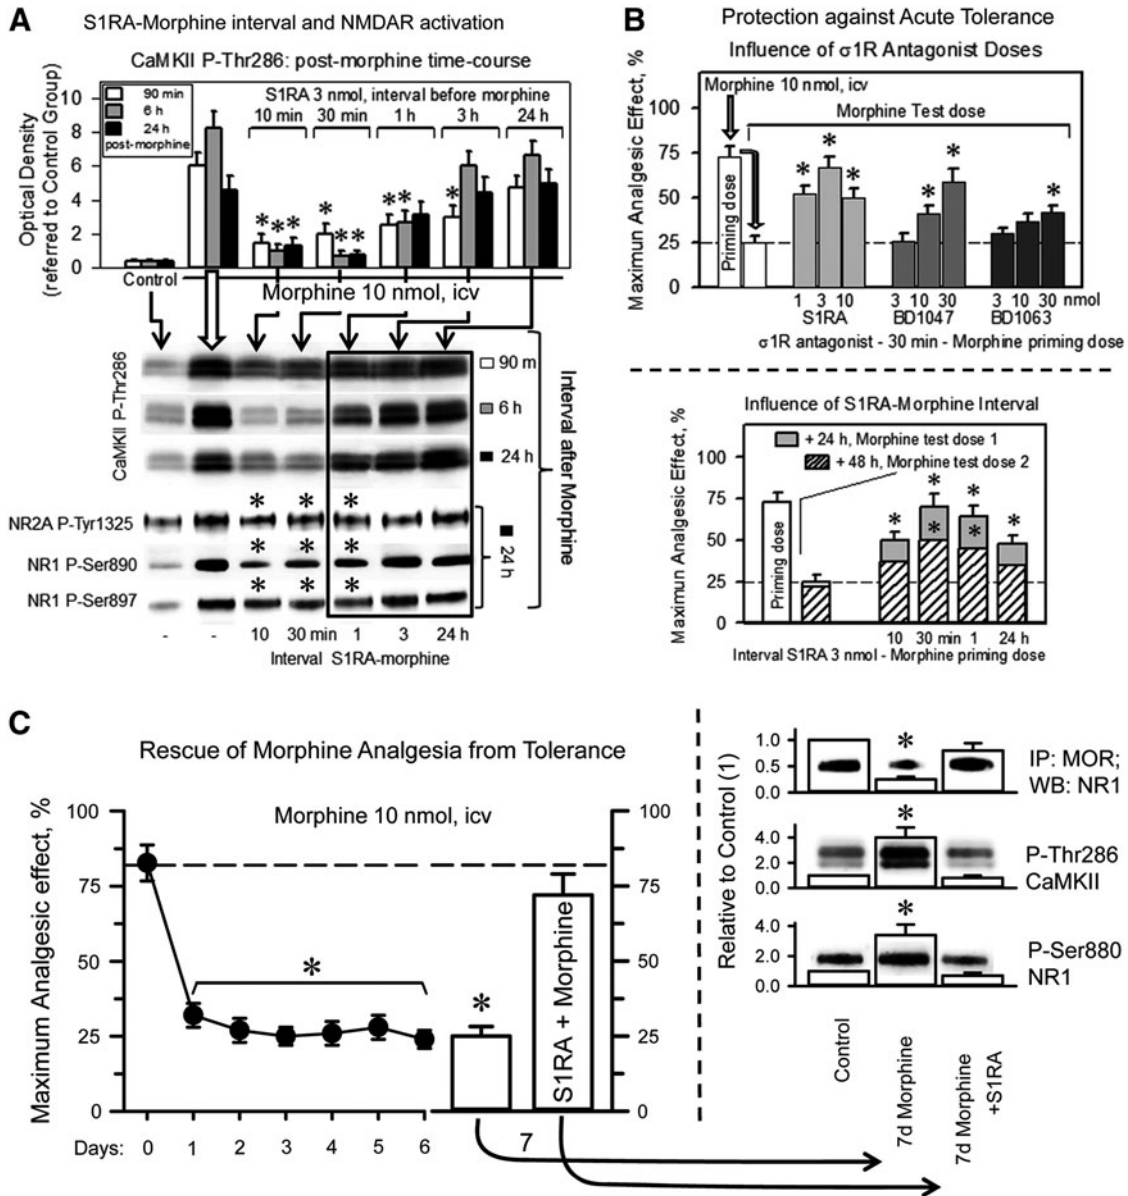 A
S1RA-Morphine interval and NMDAR activation
CaMKII P-Thr286: post-morphine time-course
90 min
6 h
24 h
post-morphine
S1RA 3 nmol, interval before morphine
10 min 30 min 1 h 3 h 24 h
Optical Density
(referred to Control Group)
10
8
6
4
2
0
* * * * * * * * *
Control
Morphine 10 nmol, icv
CaMKII P-Thr286
90 m
6 h
24 h
Interval after Morphine
NR2A P-Tyr1325
NR1 P-Ser890
NR1 P-Ser897
* * *
* * *
* * *
24 h
- - 10 30 min 1 3 24 h
Interval S1RA-morphine
B
Protection against Acute Tolerance
Influence of σ1R Antagonist Doses
Maximun Analgesic Effect, %
100
75
50
25
0
Morphine 10 nmol, icv
Morphine Test dose
Priming dose
* * * * * *
1 3 10 3 10 30 3 10 30 nmol
S1RA BD1047 BD1063
σ1R antagonist - 30 min - Morphine priming dose
Influence of S1RA-Morphine Interval
Maximun Analgesic Effect, %
100
75
50
25
0
+ 24 h, Morphine test dose 1
+ 48 h, Morphine test dose 2
Priming dose
* * * *
* *
10 30 min 1 24 h
Interval S1RA 3 nmol - Morphine priming dose
C
Rescue of Morphine Analgesia from Tolerance
Morphine 10 nmol, icv
Maximum Analgesic effect, %
100
75
50
25
0
100
75
50
25
0
*
*
S1RA + Morphine
Days: 0 1 2 3 4 5 6
7
Relative to Control (1)
1.0
0.5
0.0
*
IP: MOR;
WB: NR1
4.0
2.0
0.0
*
P-Thr286
CaMKII
4.0
2.0
0.0
*
P-Ser880
NR1
Control
7d Morphine
7d Morphine
+S1RA